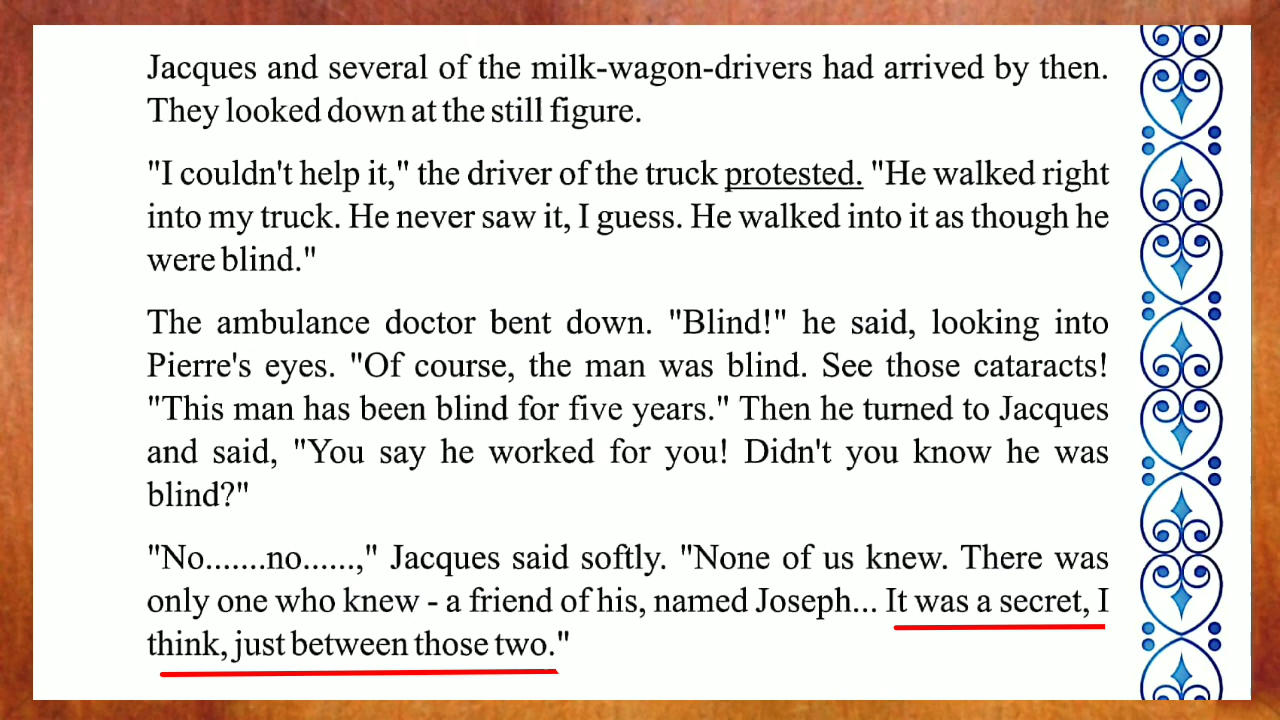 Jacques and several of the milk-wagon-drivers had arrived by then.
They looked down at the still figure.
"I couldn't help it," the driver of the truck protested. "He walked right
into my truck. He never saw it, I guess. He walked into it as though he
were blind."
The ambulance doctor bent down. "Blind!" he said, looking into
Pierre's eyes. "Of course, the man was blind. See those cataracts!
"This man has been blind for five years." Then he turned to Jacques
and said, "You say he worked for you! Didn't you know he was
blind?"
"No.......no......," Jacques said softly. "None of us knew. There was
only one who knew - a friend of his, named Joseph... It was a secret, I
think, just between those two."